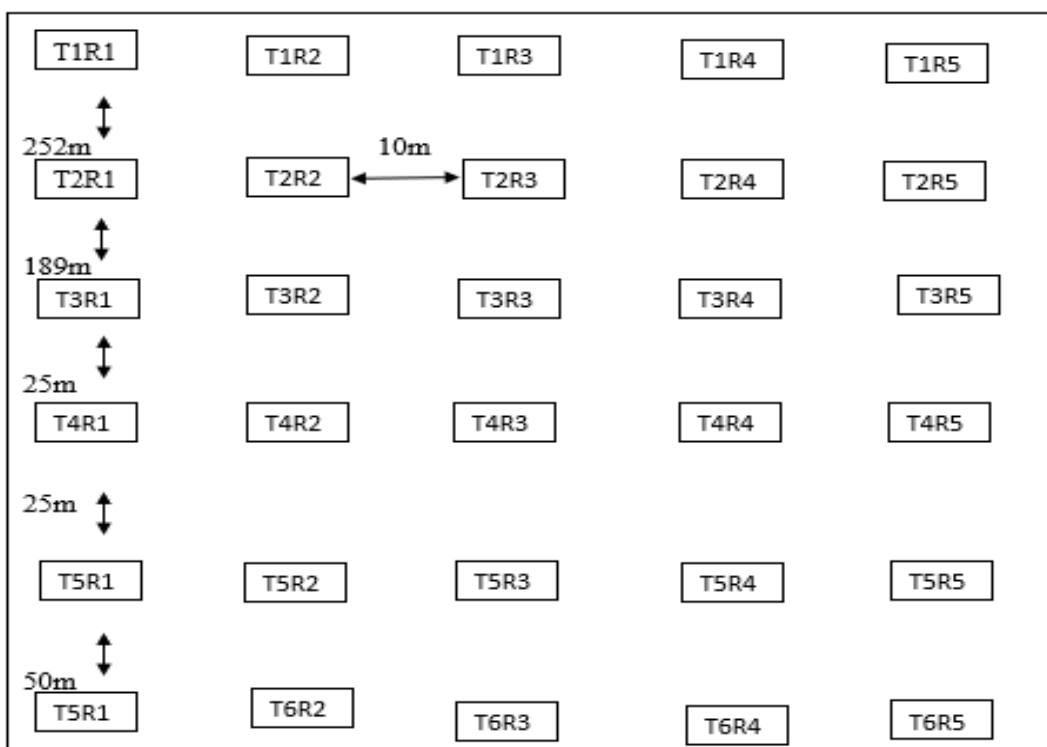 T1R1 T1R2 T1R3 T1R4 T1R5
252m 10m
T2R1 T2R2 T2R3 T2R4 T2R5
189m
T3R1 T3R2 T3R3 T3R4 T3R5
25m
T4R1 T4R2 T4R3 T4R4 T4R5
25m
T5R1 T5R2 T5R3 T5R4 T5R5
50m
T5R1 T6R2 T6R3 T6R4 T6R5